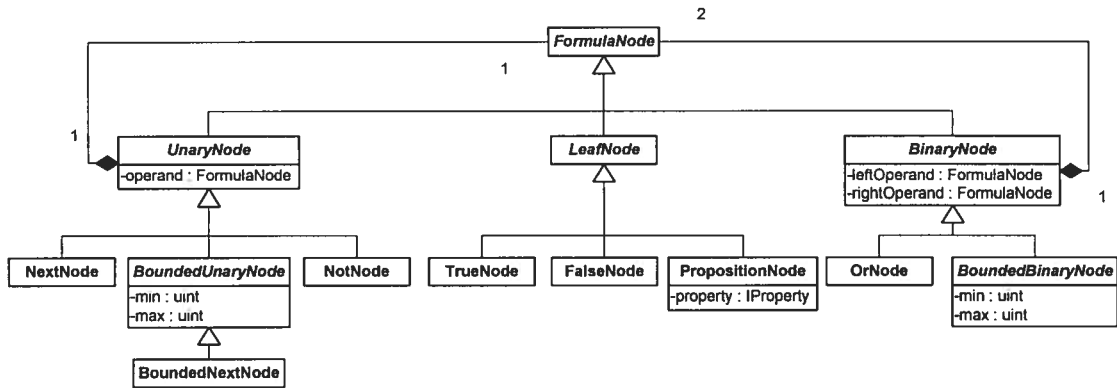 2
FormulaNode
1
1
UnaryNode
-operand : FormulaNode
LeafNode
BinaryNode
-leftOperand : FormulaNode
-rightOperand : FormulaNode
1
NextNode
BoundedUnaryNode
-min : uint
-max : uint
NotNode
TrueNode
FalseNode
PropositionNode
-property : IProperty
OrNode
BoundedBinaryNode
-min : uint
-max : uint
BoundedNextNode